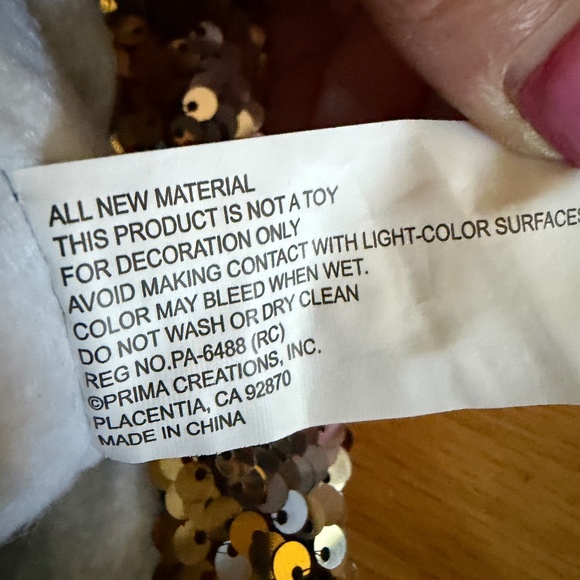 ALL NEW MATERIAL
THIS PRODUCT IS NOT A TOY
FOR DECORATION ONLY
AVOID MAKING CONTACT WITH LIGHT-COLOR SURFACES
COLOR MAY BLEED WHEN WET.
DO NOT WASH OR DRY CLEAN
REG NO.PA-6488 (RC)
©PRIMA CREATIONS, INC.
PLACENTIA, CA 92870
MADE IN CHINA